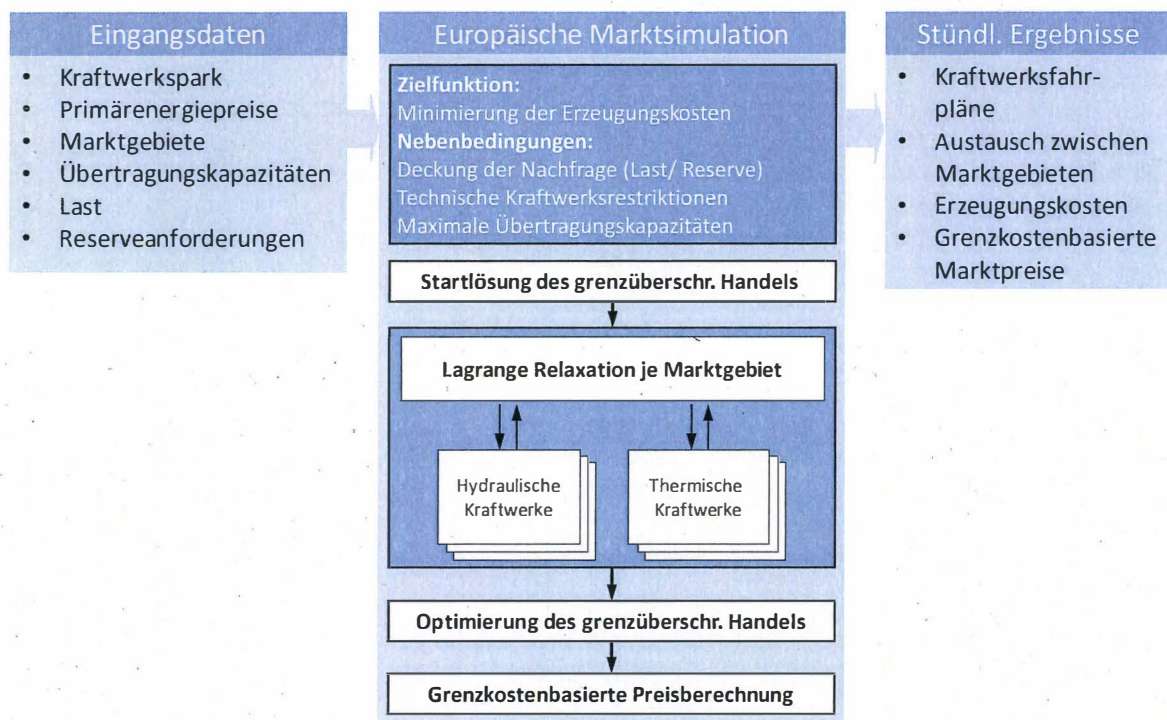 Eingangsdaten
• Kraftwerkspark
• Primärenergiepreise
• Marktgebiete
• Übertragungskapazitäten
• Last
• Reserveanforderungen
Europäische Marktsimulation
Zielfunktion:
Minimierung der Erzeugungskosten
Nebenbedingungen:
Deckung der Nachfrage (Last/ Reserve)
Technische Kraftwerksrestriktionen
Maximale Übertragungskapazitäten
Startlösung des grenzüberschr. Handels
Lagrange Relaxation je Marktgebiet
Hydraulische
Kraftwerke
Thermische
Kraftwerke
Optimierung des grenzüberschr. Handels
Grenzkostenbasierte Preisberechnung
Stündl. Ergebnisse
• Kraftwerksfahr-
pläne
• Austausch zwischen
Marktgebieten
• Erzeugungskosten
• Grenzkostenbasierte
Marktpreise